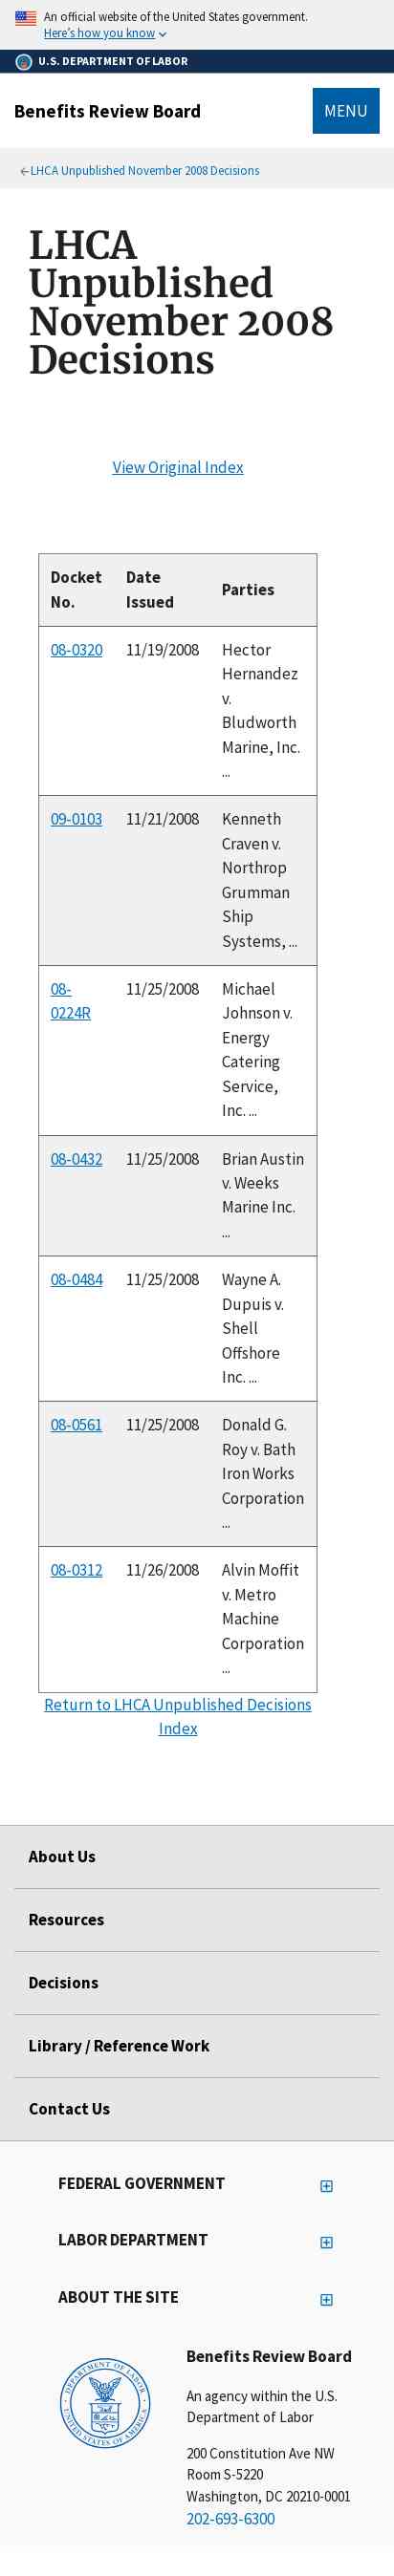 An official website of the United States government.
Here's how you know
U.S. DEPARTMENT OF LABOR
Benefits Review Board
MENU
LHCA Unpublished November 2008 Decisions
LHCA
Unpublished
November 2008
Decisions
View Original Index
Docket No. Date Issued Parties
08-0320 11/19/2008 Hector
Hernandez
v.
Bludworth
Marine, Inc.
...
09-0103 11/21/2008 Kenneth
Craven v.
Northrop
Grumman
Ship
Systems, ...
08-0224R 11/25/2008 Michael
Johnson v.
Energy
Catering
Service,
Inc. ...
08-0432 11/25/2008 Brian Austin
v. Weeks
Marine Inc.
...
08-0484 11/25/2008 Wayne A.
Dupuis v.
Shell
Offshore
Inc. ...
08-0561 11/25/2008 Donald G.
Roy v. Bath
Iron Works
Corporation
...
08-0312 11/26/2008 Alvin Moffit
v. Metro
Machine
Corporation
...
Return to LHCA Unpublished Decisions
Index
About Us
Resources
Decisions
Library / Reference Work
Contact Us
FEDERAL GOVERNMENT
LABOR DEPARTMENT
ABOUT THE SITE
DEPARTMENT OF LABOR
UNITED STATES OF AMERICA
Benefits Review Board
An agency within the U.S.
Department of Labor
200 Constitution Ave NW
Room S-5220
Washington, DC 20210-0001
202-693-6300